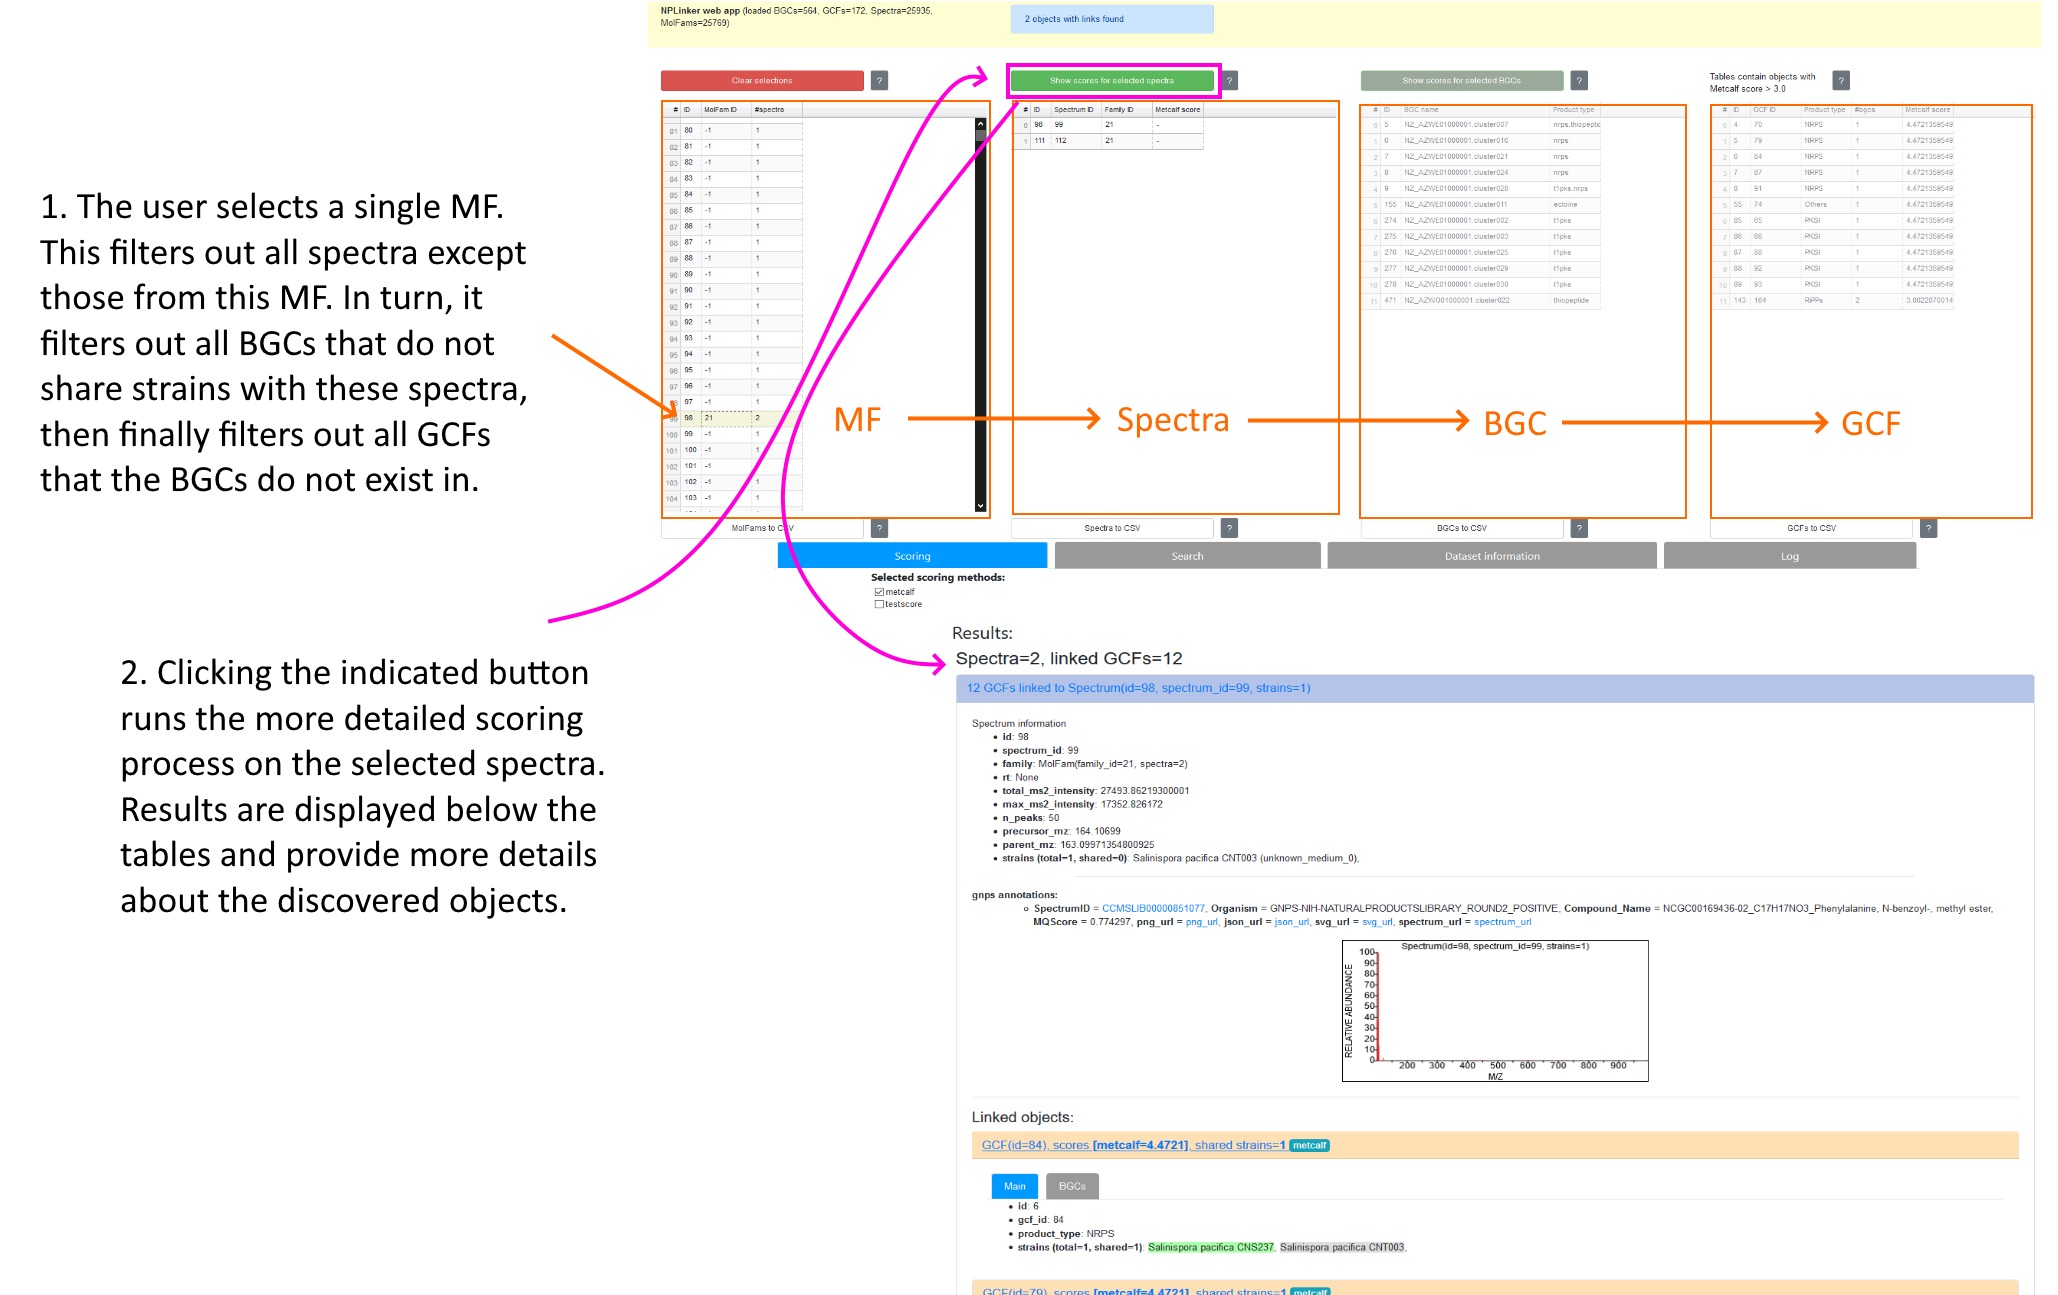 NPLinker web app (loaded BGCs=564, GCFs=172, Spectra=25935,
MolFams=25769)
2 objects with links found
Clear selections ?
Show scores for selected spectra ?
Show scores for selected BGCs ?
Tables contain objects with
Metcalf score > 3.0 ?
# ID MolFam ID #spectra
81 80 -1 1
82 81 -1 1
83 82 -1 1
84 83 -1 1
85 84 -1 1
86 85 -1 1
87 86 -1 1
88 87 -1 1
89 88 -1 1
90 89 -1 1
91 90 -1 1
92 91 -1 1
93 92 -1 1
94 93 -1 1
95 94 -1 1
96 95 -1 1
97 96 -1 1
97 -1 1
98 21 2
100 99 -1 1
101 100 -1 1
102 101 -1
103 102 -1 1
104 103 -1 1
# ID Spectrum ID Family ID Metcalf score
0 98 99 21 -
1 111 112 21 -
# ID BGC name Product type
0 5 NZ_AZWE01000001.cluster007 nrps.thiopeptic
1 6 NZ_AZWE01000001.cluster016 nrps
2 7 NZ_AZWE01000001.cluster021 nrps
3 8 NZ_AZWE01000001.cluster024 nrps
4 9 NZ_AZWE01000001.cluster028 t1pks.nrps
5 155 NZ_AZWE01000001.cluster011 ectoine
6 274 NZ_AZWE01000001.cluster002 t1pks
7 275 NZ_AZWE01000001.cluster003 t1pks
8 276 NZ_AZWE01000001.cluster025 t1pks
9 277 NZ_AZWE01000001.cluster029 t1pks
10 278 NZ_AZWE01000001.cluster030 t1pks
11 471 NZ_AZWO01000001.cluster022 thiopeptide
# ID GCF ID Product type #bgcs Metcalf score
0 4 70 NRPS 1 4.4721359549
1 5 79 NRPS 1 4.4721359549
2 6 84 NRPS 1 4.4721359549
3 7 87 NRPS 1 4.4721359549
4 8 91 NRPS 1 4.4721359549
5 55 74 Others 1 4.4721359549
6 85 65 PKSI 1 4.4721359549
7 86 66 PKSI 1 4.4721359549
8 87 88 PKSI 1 4.4721359549
9 88 92 PKSI 1 4.4721359549
10 89 93 PKSI 1 4.4721359549
11 143 164 RiPPs 2 3.0822070014
MF
Spectra
BGC
GCF
MolFams to CSV ?
Spectra to CSV ?
BGCs to CSV ?
GCFs to CSV ?
Scoring
Search
Dataset information
Log
Selected scoring methods:
metcalf
testscore
1. The user selects a single MF.
This filters out all spectra except
those from this MF. In turn, it
filters out all BGCs that do not
share strains with these spectra,
then finally filters out all GCFs
that the BGCs do not exist in.
2. Clicking the indicated button
runs the more detailed scoring
process on the selected spectra.
Results are displayed below the
tables and provide more details
about the discovered objects.
Results:
Spectra=2, linked GCFs=12
12 GCFs linked to Spectrum(id=98, spectrum_id=99, strains=1)
Spectrum information
• id: 98
• spectrum_id: 99
• family: MolFam(family_id=21, spectra=2)
• rt: None
• total_ms2_intensity: 27493.86219300001
• max_ms2_intensity: 17352.826172
• n_peaks: 50
• precursor_mz: 164.10699
• parent_mz: 163.09971354800925
• strains (total=1, shared=0): Salinispora pacifica CNT003 (unknown_medium_0),
gnps annotations:
SpectrumID = CCMSLIB00000851077, Organism = GNPS-NIH-NATURALPRODUCTSLIBRARY_ROUND2_POSITIVE, Compound_Name = NCGC00169436-02_C17H17NO3_Phenylalanine, N-benzoyl-, methyl ester,
MQScore = 0.774297, png_url = png_url, json_url = json_url, svg_url = svg_url, spectrum_url = spectrum_url
Spectrum(id=98, spectrum_id=99, strains=1)
RELATIVE ABUNDANCE
100
90
80
70
60
50
40
30
20
10
0
200 300 400 500 600 700 800 900
M/Z
Linked objects:
GCF(id=84), scores [metcalf=4.4721], shared strains=1 metcalf
Main BGCs
• id: 6
• gcf_id: 84
• product_type: NRPS
• strains (total=1, shared=1): Salinispora pacifica CNS237, Salinispora pacifica CNT003,
GCF(id=79), scores [metcalf=4.4721], shared strains=1 metcalf